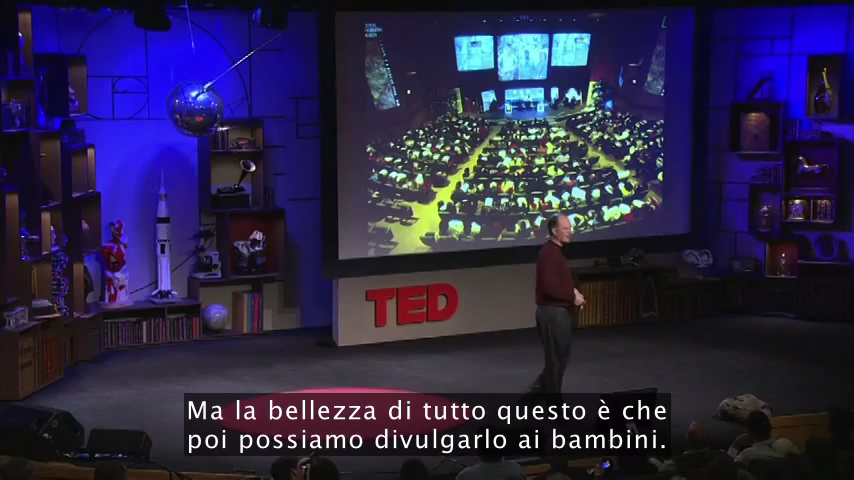 TED
Ma la bellezza di tutto questo è che
poi possiamo divulgarlo ai bambini.